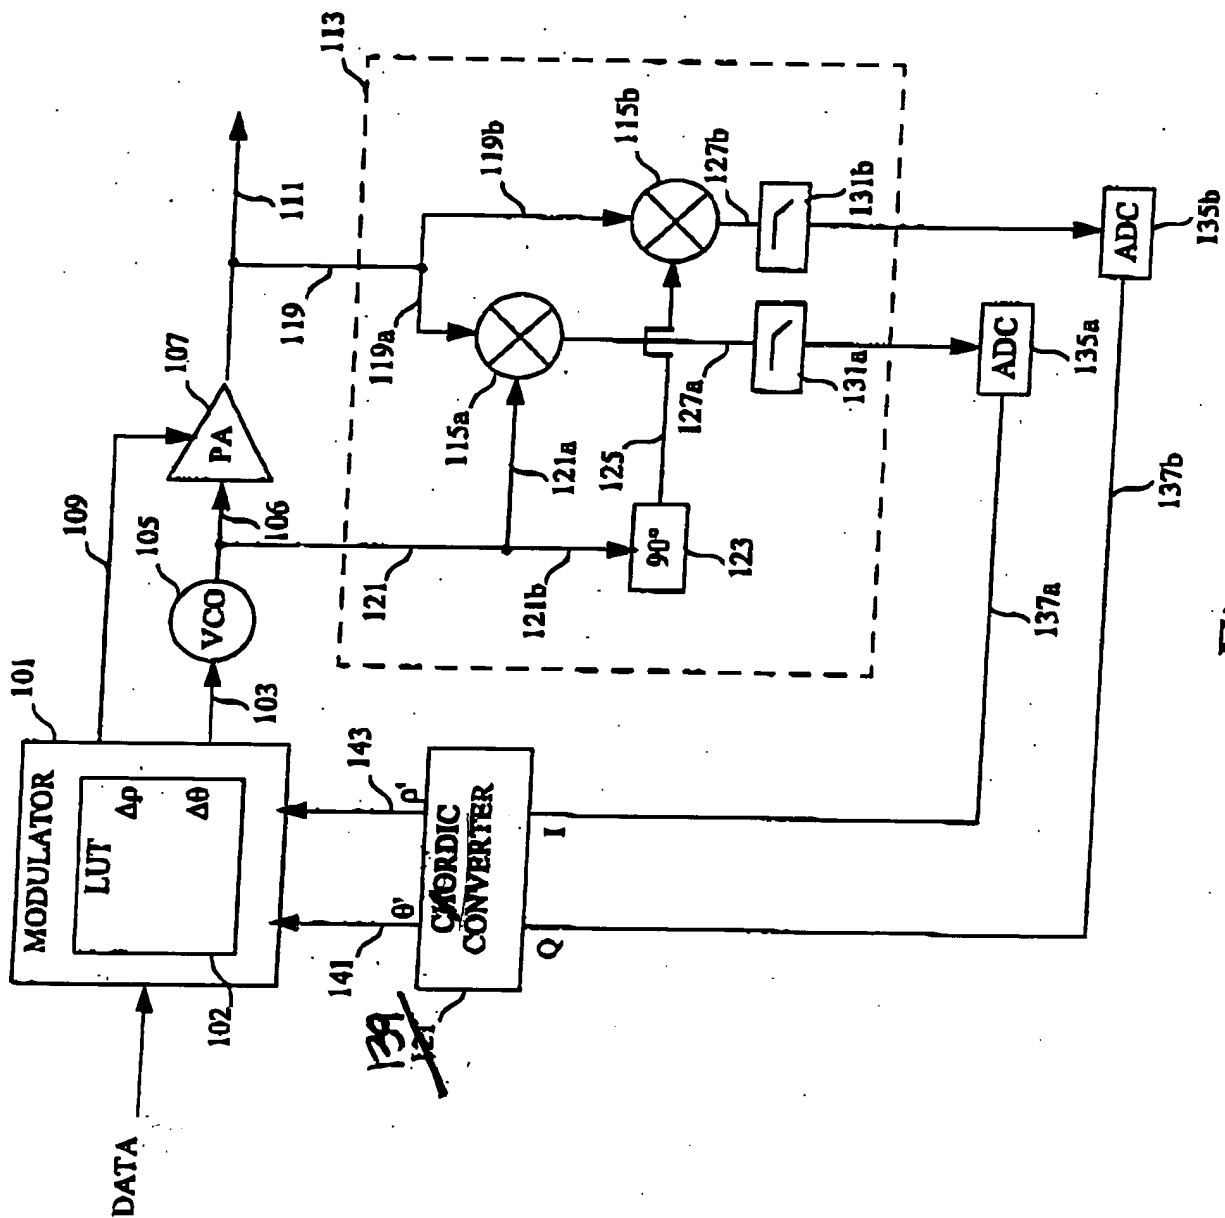 DATA
MODULATOR
101
LUT
Δρ
Δθ
102
103
109
VCO
105
106
PA
107
111
113
119
119a
119b
115a
115b
121
121a
121b
90°
123
125
127a
127b
131a
131b
ADC
135a
ADC
135b
137a
137b
143
ρ'
θ'
141
CHORDIC
CONVERTER
I
Q
139
121